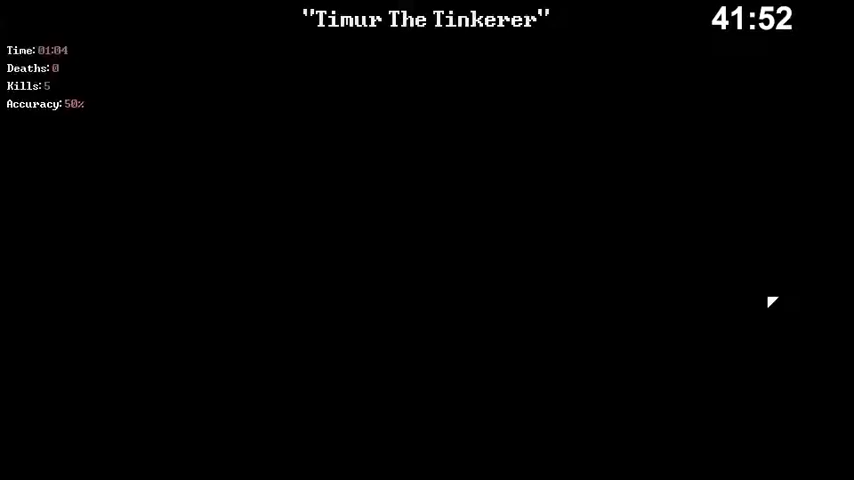 "Timur The Tinkerer"
41:52
Time:01:04
Deaths:0
Kills:5
Accuracy:50%